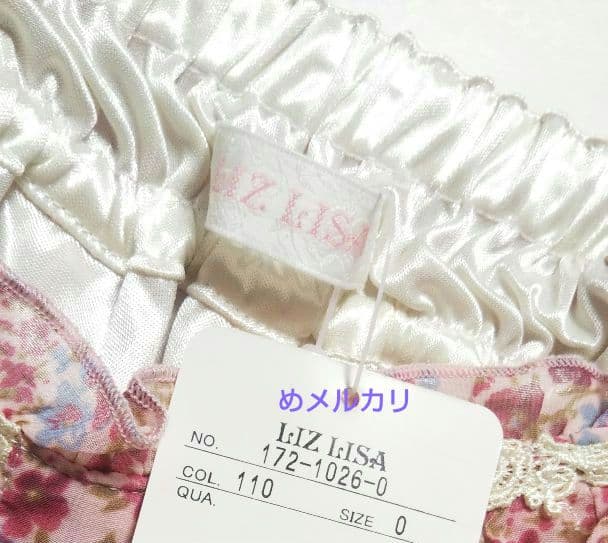 LIZ LISA
めメルカリ
LIZ LISA
NO. 172-1026-0
COL. 110
QUA. SIZE 0